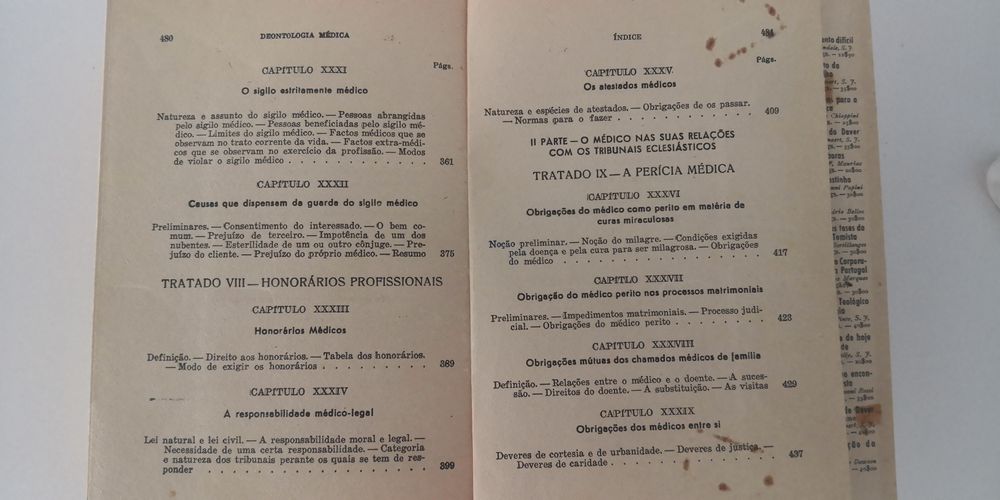 480 DEONTOLOGIA MÉDICA
Págs.
CAPÍTULO XXXI
O sigilo estritamente médico
Natureza e assunto do sigilo médico. — Pessoas abrangidas
pelo sigilo médico. — Pessoas beneficiadas pelo sigilo mé-
dico. — Limites do sigilo médico. — Factos médicos que se
observam no trato corrente da vida. — Factos extra-médi-
cos que se observam no exercício da profissão. — Modos
de violar o sigilo médico . . . . . . . . . . . 361
CAPÍTULO XXXII
Causas que dispensam da guarda do sigilo médico
Preliminares. — Consentimento do interessado. — O bem co-
mum. — Prejuízo de terceiro. — Impotência de um dos
nubentes. — Esterilidade de um ou outro cônjuge. — Pre-
juízo do cliente. — Prejuízo do próprio médico. — Resumo 375
TRATADO VIII — HONORÁRIOS PROFISSIONAIS
CAPÍTULO XXXIII
Honorários Médicos
Definição. — Direito aos honorários. — Tabela dos honorários.
— Modo de exigir os honorários . . . . . . . . . 389
CAPÍTULO XXXIV
A responsabilidade médico-legal
Lei natural e lei civil. — A responsabilidade moral e legal. —
Necessidade de uma certa responsabilidade. — Categoria
e natureza dos tribunais perante os quais se tem de res-
ponder . . . . . . . . . . . . . . . . . . 399
ÍNDICE 481
Págs.
CAPÍTULO XXXV
Os atestados médicos
Natureza e espécies de atestados. — Obrigações de os passar.
— Normas para o fazer . . . . . . . . . . . . 409
II PARTE — O MÉDICO NAS SUAS RELAÇÕES
COM OS TRIBUNAIS ECLESIÁSTICOS
TRATADO IX — A PERÍCIA MÉDICA
CAPÍTULO XXXVI
Obrigações do médico como perito em matéria de
curas miraculosas
Noção preliminar. — Noção do milagre. — Condições exigidas
pela doença e pela cura para ser milagrosa. — Obrigações
do médico . . . . . . . . . . . . . . . . . 417
CAPÍTLO XXXVII
Obrigação do médico perito nos processos matrimoniais
Preliminares. — Impedimentos matrimoniais. — Processo judi-
cial. — Obrigações do médico perito . . . . . . . . 423
CAPÍTULO XXXVIII
Obrigações mútuas dos chamados médicos de família
Definição. — Relações entre o médico e o doente. — A suces-
são. — Direitos do doente. — A substituição. — As visitas 429
CAPÍTULO XXXIX
Obrigações dos médicos entre si
Deveres de cortesia e de urbanidade. — Deveres de justiça. —
Deveres de caridade . . . . . . . . . . . . . 437